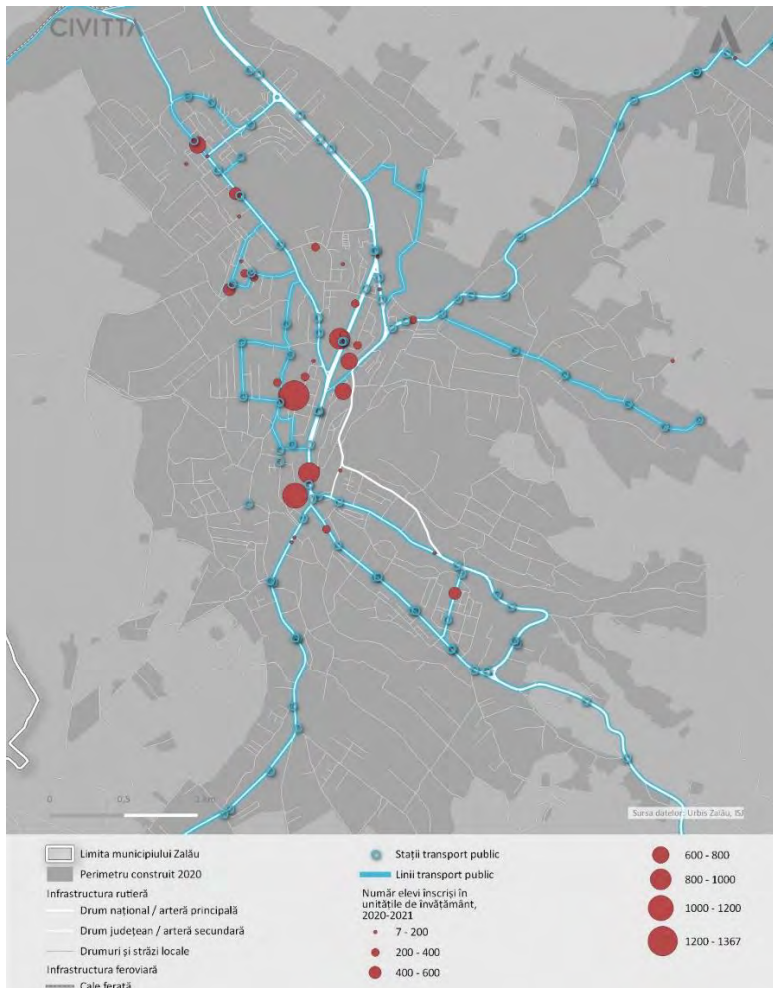 CIVITTA
0 0,5 1 km
Sursa datelor: Urbis Zalău, ISJ
Limita municipiului Zalău
Perimetru construit 2020
Infrastructura rutieră
Drum național / arteră principală
Drum județean / arteră secundară
Drumuri și străzi locale
Infrastructura feroviară
Cale ferată
Stații transport public
Linii transport public
Număr elevi înscriși în
unitățile de învățământ,
2020-2021
7 - 200
200 - 400
400 - 600
600 - 800
800 - 1000
1000 - 1200
1200 - 1367